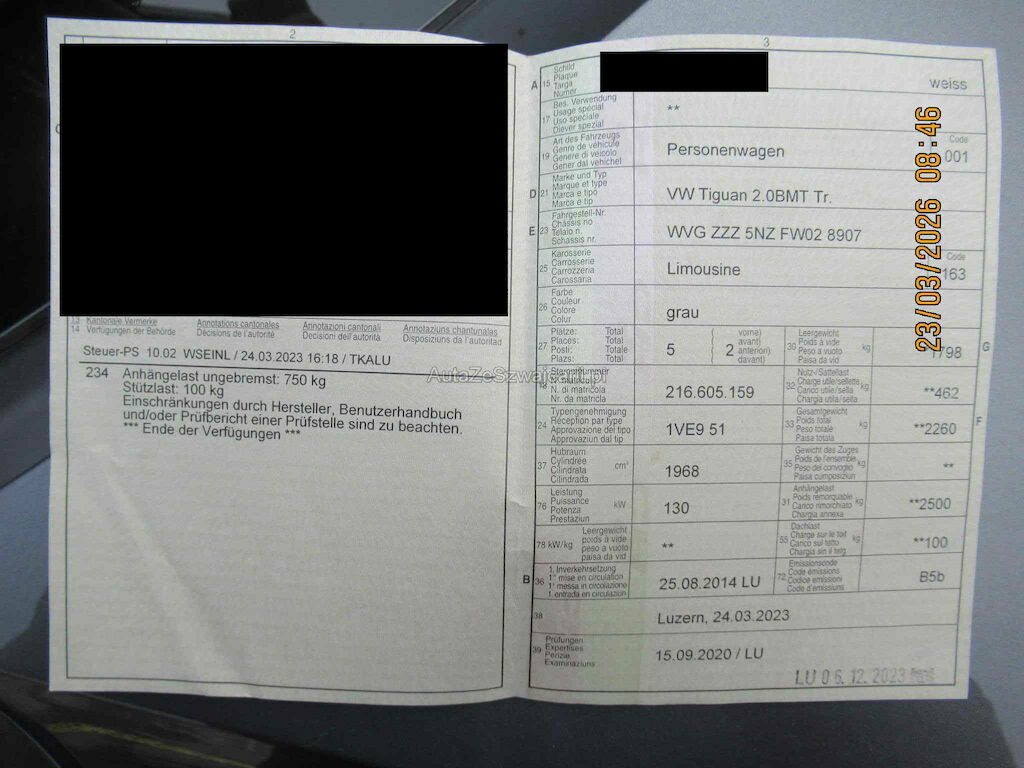 2
13 Kantonale Vermerke
14 Verfügungen der Behörde
Annotations cantonales
Décisions de l'autorité
Annotazioni cantonali
Decisioni dell'autorità
Annotaziuns chantunalas
Disposiziuns da l'autoritad
Steuer-PS 10.02 WSEINL / 24.03.2023 16:18 / TKALU
234 Anhängelast ungebremst: 750 kg
Stützlast: 100 kg
Einschränkungen durch Hersteller, Benutzerhandbuch
und/oder Prüfbericht einer Prüfstelle sind zu beachten.
*** Ende der Verfügungen ***
3
A 15 Schild
Plaque
Targa
Numer
weiss
17 Bes. Verwendung
Usage spécial
Uso speciale
Diever spezial
**
19 Art des Fahrzeugs
Genre de véhicule
Genere di veicolo
Gener dal vehichel
Personenwagen
Code
001
D 21 Marke und Typ
Marque et type
Marca e tipo
Marca e tip
VW Tiguan 2.0BMT Tr.
E 23 Fahrgestell-Nr.
Châssis no
Telaio n.
Schassis nr.
WVG ZZZ 5NZ FW02 8907
25 Karosserie
Carrosserie
Carrozzeria
Carossaria
Limousine
Code
163
26 Farbe
Couleur
Colore
Colur
grau
27 Plätze: Total
Places: Total
Posti: Totale
Plazs: Total
5 ( 2 vorne)
avant)
anteriori)
davant)
30 Leergewicht
Poids à vide
Peso a vuoto
Paisa da vid
kg
1798
G
18 Stammnummer
N° matricule
N. di matricola
Nr. da matricla
216.605.159
32 Nutz-/Sattellast
Charge utile/sellette
Carico utile/sella
Chargia utila/sella
kg
**462
24 Typengenehmigung
Réception par type
Approvazione del tipo
Approvaziun dal tip
1VE9 51
33 Gesamtgewicht
Poids total
Peso totale
Paisa totala
kg
**2260
F
37 Hubraum
Cylindrée
Cilindrata
Cilindrada
cm³
1968
35 Gewicht des Zuges
Poids de l'ensemble
Peso del convoglio
Paisa cumposiziun
kg
**
76 Leistung
Puissance
Potenza
Prestaziun
kW
130
31 Anhängelast
Poids remorquable
Carico rimorchiato
Chargia annexa
kg
**2500
78 kW/kg
Leergewicht
poids à vide
peso a vuoto
paisa da vid
**
55 Dachlast
Charge sur le toit
Carico sul tetto
Chargia sin il tetg
kg
**100
B 36 1. Inverkehrsetzung
1re mise en circulation
1a messa in circolazione
1. entrada en circulaziun
25.08.2014 LU
72 Emissionscode
Code émissions
Codice emissioni
Code d'emissiuns
B5b
38
Luzern, 24.03.2023
39 Prüfungen
Expertises
Perizie
Examinaziuns
15.09.2020 / LU
LU 06.12.2023
AutaZeSzwajcarii.pl
23/03/2026 08:46